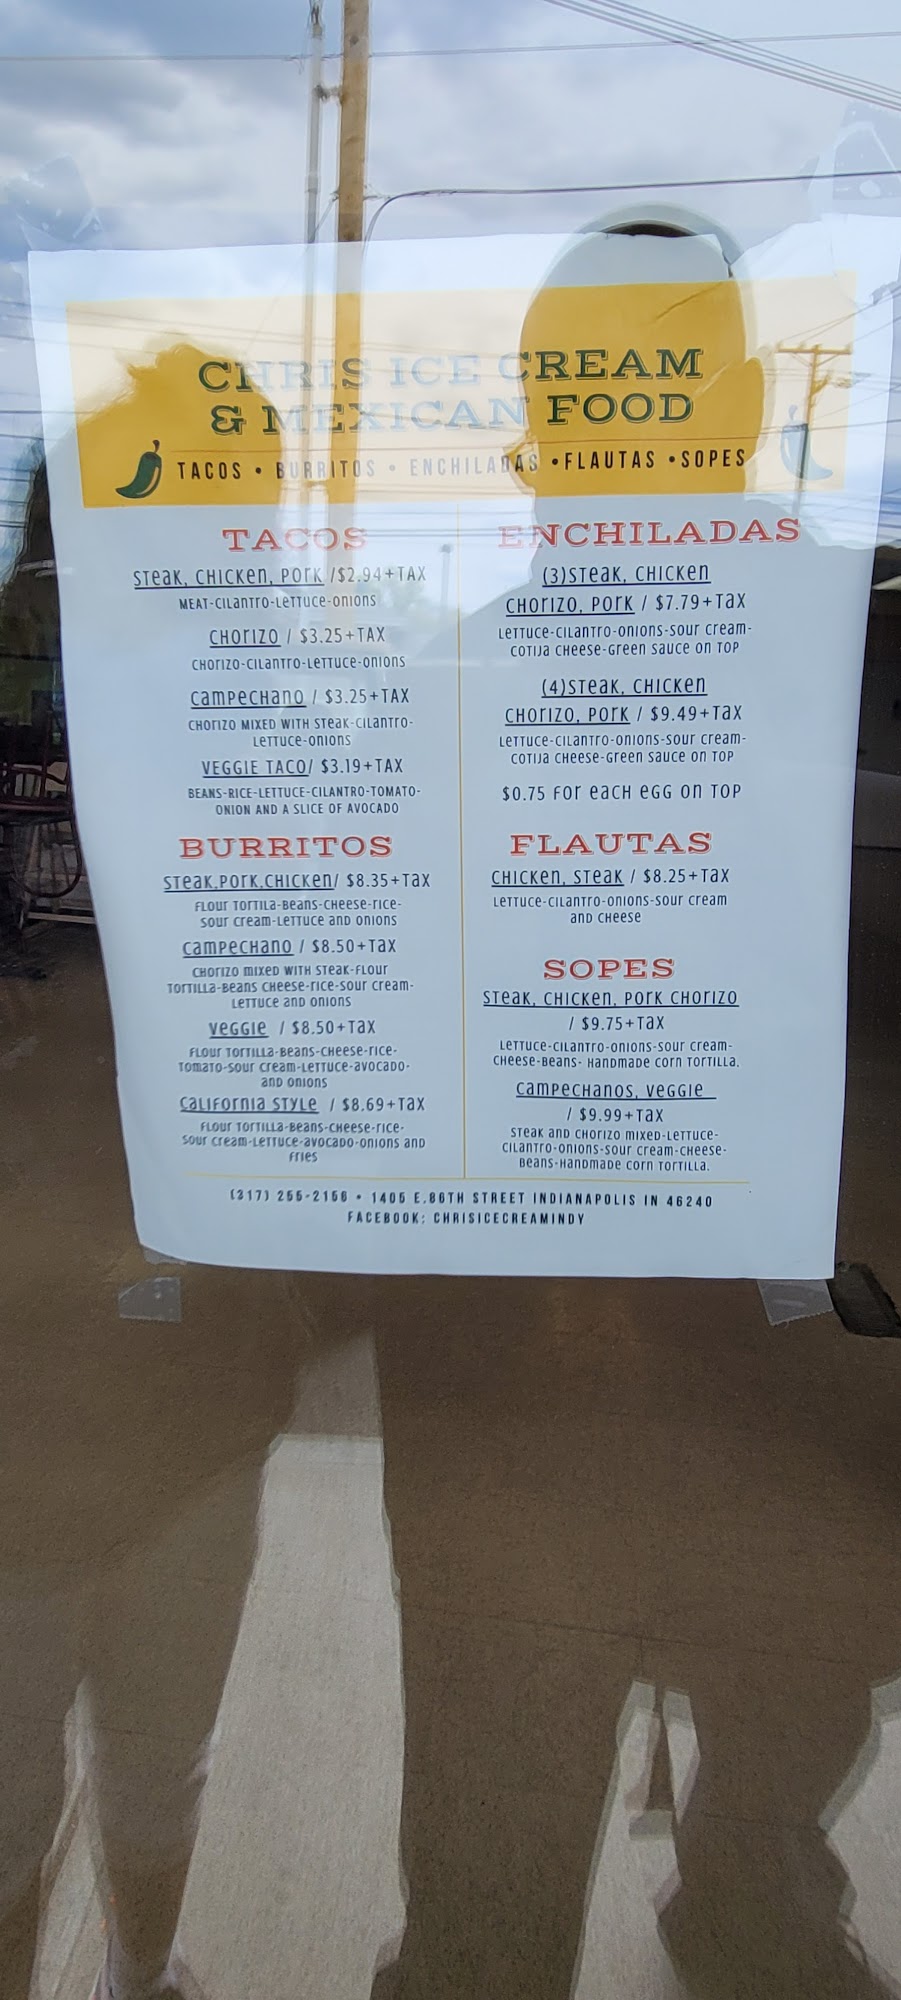 CHRIS ICE CREAM
& MEXICAN FOOD
TACOS • BURRITOS • ENCHILADAS • FLAUTAS • SOPES
TACOS
STEAK, CHICKEN, PORK /$2.94+TAX
MEAT-CILANTRO-LETTUCE-ONIONS
CHORIZO / $3.25+TAX
CHORIZO-CILANTRO-LETTUCE-ONIONS
CAMPECHANO / $3.25+TAX
CHORIZO MIXED WITH STEAK-CILANTRO-
LETTUCE-ONIONS
VEGGIE TACO/ $3.19+TAX
BEANS-RICE-LETTUCE-CILANTRO-TOMATO-
ONION AND A SLICE OF AVOCADO
BURRITOS
STEAK,PORK,CHICKEN/ $8.35+TAX
FLOUR TORTILA-BEANS-CHEESE-RICE-
SOUR CREAM-LETTUCE AND ONIONS
CAMPECHANO / $8.50+TAX
CHORIZO MIXED WITH STEAK-FLOUR
TORTILLA-BEANS CHEESE-RICE-SOUR CREAM-
LETTUCE AND ONIONS
VEGGIE / $8.50+TAX
FLOUR TORTILLA-BEANS-CHEESE-RICE-
TOMATO-SOUR CREAM-LETTUCE-AVOCADO-
AND ONIONS
CALIFORNIA STYLE / $8.69+TAX
FLOUR TORTILLA-BEANS-CHEESE-RICE-
SOUR CREAM-LETTUCE-AVOCADO-ONIONS AND
FRIES
ENCHILADAS
(3)STEAK, CHICKEN
CHORIZO, PORK / $7.79+TAX
LETTUCE-CILANTRO-ONIONS-SOUR CREAM-
COTIJA CHEESE-GREEN SAUCE ON TOP
(4)STEAK, CHICKEN
CHORIZO, PORK / $9.49+TAX
LETTUCE-CILANTRO-ONIONS-SOUR CREAM-
COTIJA CHEESE-GREEN SAUCE ON TOP
$0.75 FOR EACH EGG ON TOP
FLAUTAS
CHICKEN, STEAK / $8.25+TAX
LETTUCE-CILANTRO-ONIONS-SOUR CREAM
AND CHEESE
SOPES
STEAK, CHICKEN, PORK CHORIZO
/ $9.75+TAX
LETTUCE-CILANTRO-ONIONS-SOUR CREAM-
CHEESE-BEANS- HANDMADE CORN TORTILLA.
CAMPECHANOS, VEGGIE
/ $9.99+TAX
STEAK AND CHORIZO MIXED-LETTUCE-
CILANTRO-ONIONS-SOUR CREAM-CHEESE-
BEANS-HANDMADE CORN TORTILLA.
(317) 255-2156 • 1405 E.86TH STREET INDIANAPOLIS IN 46240
FACEBOOK: CHRISICECREAMINDY